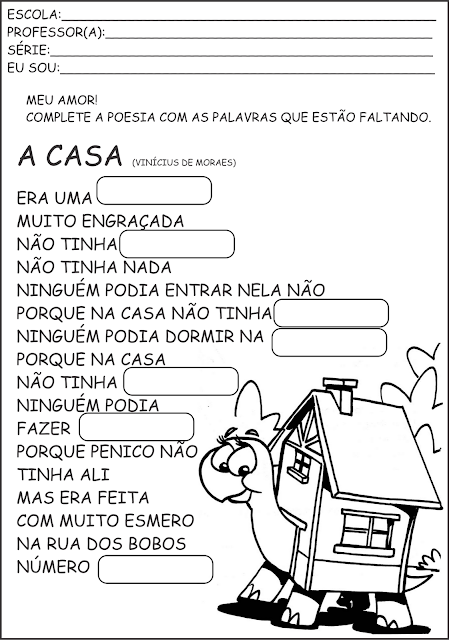 ESCOLA:
PROFESSOR(A):
SÉRIE:
EU SOU:
MEU AMOR!
COMPLETE A POESIA COM AS PALAVRAS QUE ESTÃO FALTANDO.
A CASA (VINÍCIUS DE MORAES)
ERA UMA
MUITO ENGRAÇADA
NÃO TINHA
NÃO TINHA NADA
NINGUÉM PODIA ENTRAR NELA NÃO
PORQUE NA CASA NÃO TINHA
NINGUÉM PODIA DORMIR NA
PORQUE NA CASA
NÃO TINHA
NINGUÉM PODIA
FAZER
PORQUE PENICO NÃO
TINHA ALI
MAS ERA FEITA
COM MUITO ESMERO
NA RUA DOS BOBOS
NÚMERO